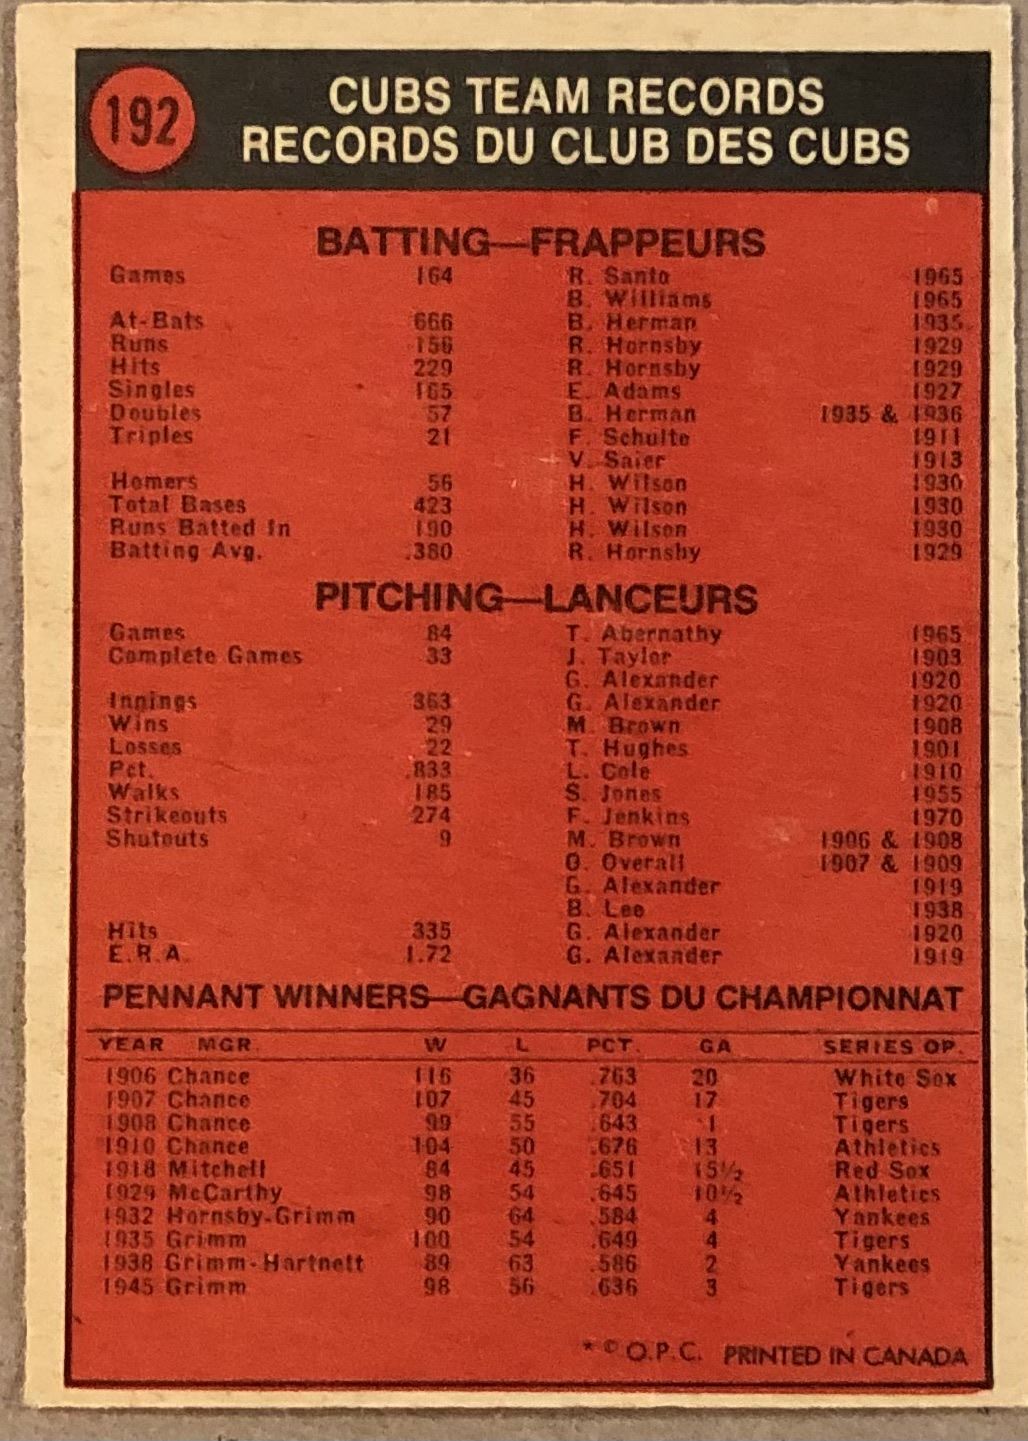 192
CUBS TEAM RECORDS
RECORDS DU CLUB DES CUBS
BATTING—FRAPPEURS
Games 164 R. Santo 1965
B. Williams 1965
At-Bats 666 B. Herman 1935
Runs 156 R. Hornsby 1929
Hits 229 R. Hornsby 1929
Singles 165 E. Adams 1927
Doubles 57 B. Herman 1935 & 1936
Triples 21 F. Schulte 1911
V. Saier 1913
Homers 56 H. Wilson 1930
Total Bases 423 H. Wilson 1930
Runs Batted In 190 H. Wilson 1930
Batting Avg. .380 R. Hornsby 1929
PITCHING—LANCEURS
Games 84 T. Abernathy 1965
Complete Games 33 J. Taylor 1903
G. Alexander 1920
Innings 363 G. Alexander 1920
Wins 29 M. Brown 1908
Losses 22 T. Hughes 1901
Pct. .833 L. Cole 1910
Walks 185 S. Jones 1955
Strikeouts 274 F. Jenkins 1970
Shutouts 9 M. Brown 1906 & 1908
O. Overall 1907 & 1909
G. Alexander 1919
B. Lee 1938
Hits 335 G. Alexander 1920
E.R.A. 1.72 G. Alexander 1919
PENNANT WINNERS—GAGNANTS DU CHAMPIONNAT
YEAR MGR. W L PCT. GA SERIES OP.
1906 Chance 116 36 .763 20 White Sox
1907 Chance 107 45 .704 17 Tigers
1908 Chance 99 55 .643 1 Tigers
1910 Chance 104 50 .676 13 Athletics
1918 Mitchell 84 45 .651 15½ Red Sox
1929 McCarthy 98 54 .645 10½ Athletics
1932 Hornsby-Grimm 90 64 .584 4 Yankees
1935 Grimm 100 54 .649 4 Tigers
1938 Grimm-Hartnett 89 63 .586 2 Yankees
1945 Grimm 98 56 .636 3 Tigers
* © O.P.C. PRINTED IN CANADA